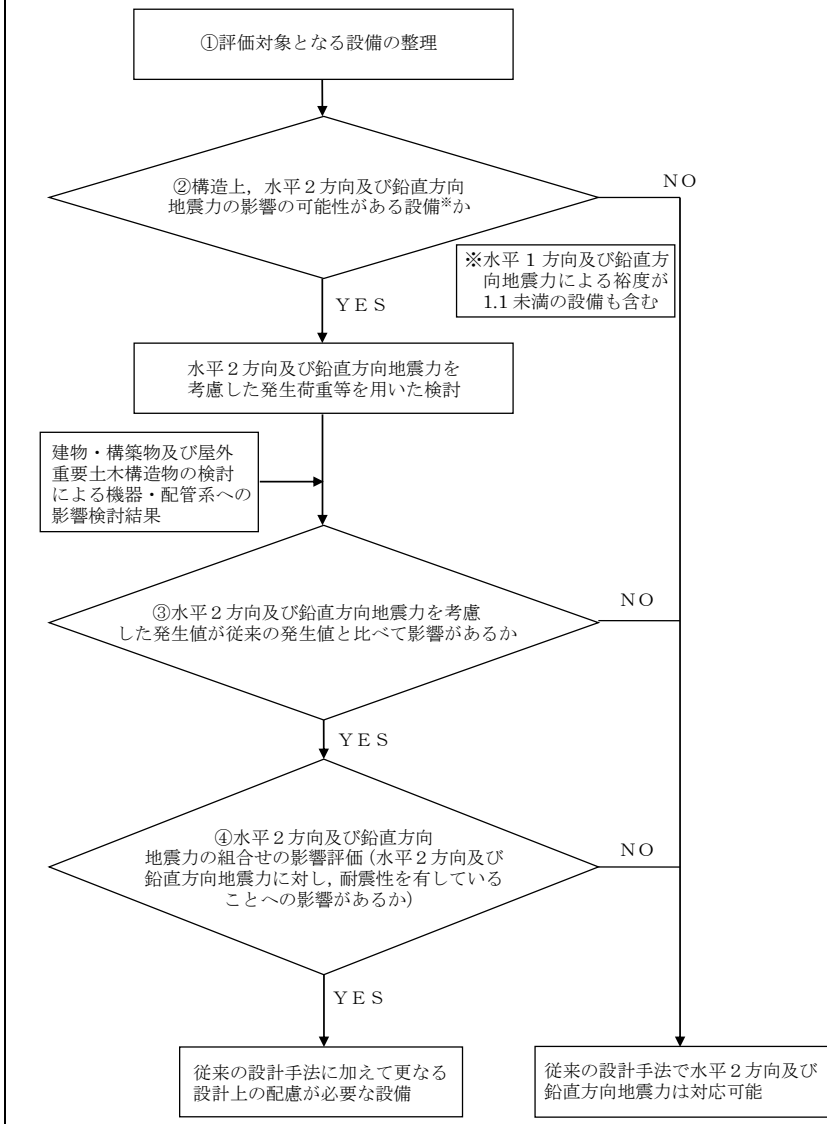 ①評価対象となる設備の整理
②構造上，水平２方向及び鉛直方向
地震力の影響の可能性がある設備※か
ＮＯ
※水平 1 方向及び鉛直方
向地震力による裕度が
1.1 未満の設備も含む
ＹＥＳ
水平２方向及び鉛直方向地震力を
考慮した発生荷重等を用いた検討
建物・構築物及び屋外
重要土木構造物の検討
による機器・配管系への
影響検討結果
③水平２方向及び鉛直方向地震力を考慮
した発生値が従来の発生値と比べて影響があるか
ＮＯ
ＹＥＳ
④水平２方向及び鉛直方向
地震力の組合せの影響評価（水平２方向及び
鉛直方向地震力に対し，耐震性を有している
ことへの影響があるか）
ＮＯ
ＹＥＳ
従来の設計手法に加えて更なる
設計上の配慮が必要な設備
従来の設計手法で水平２方向及び
鉛直方向地震力は対応可能